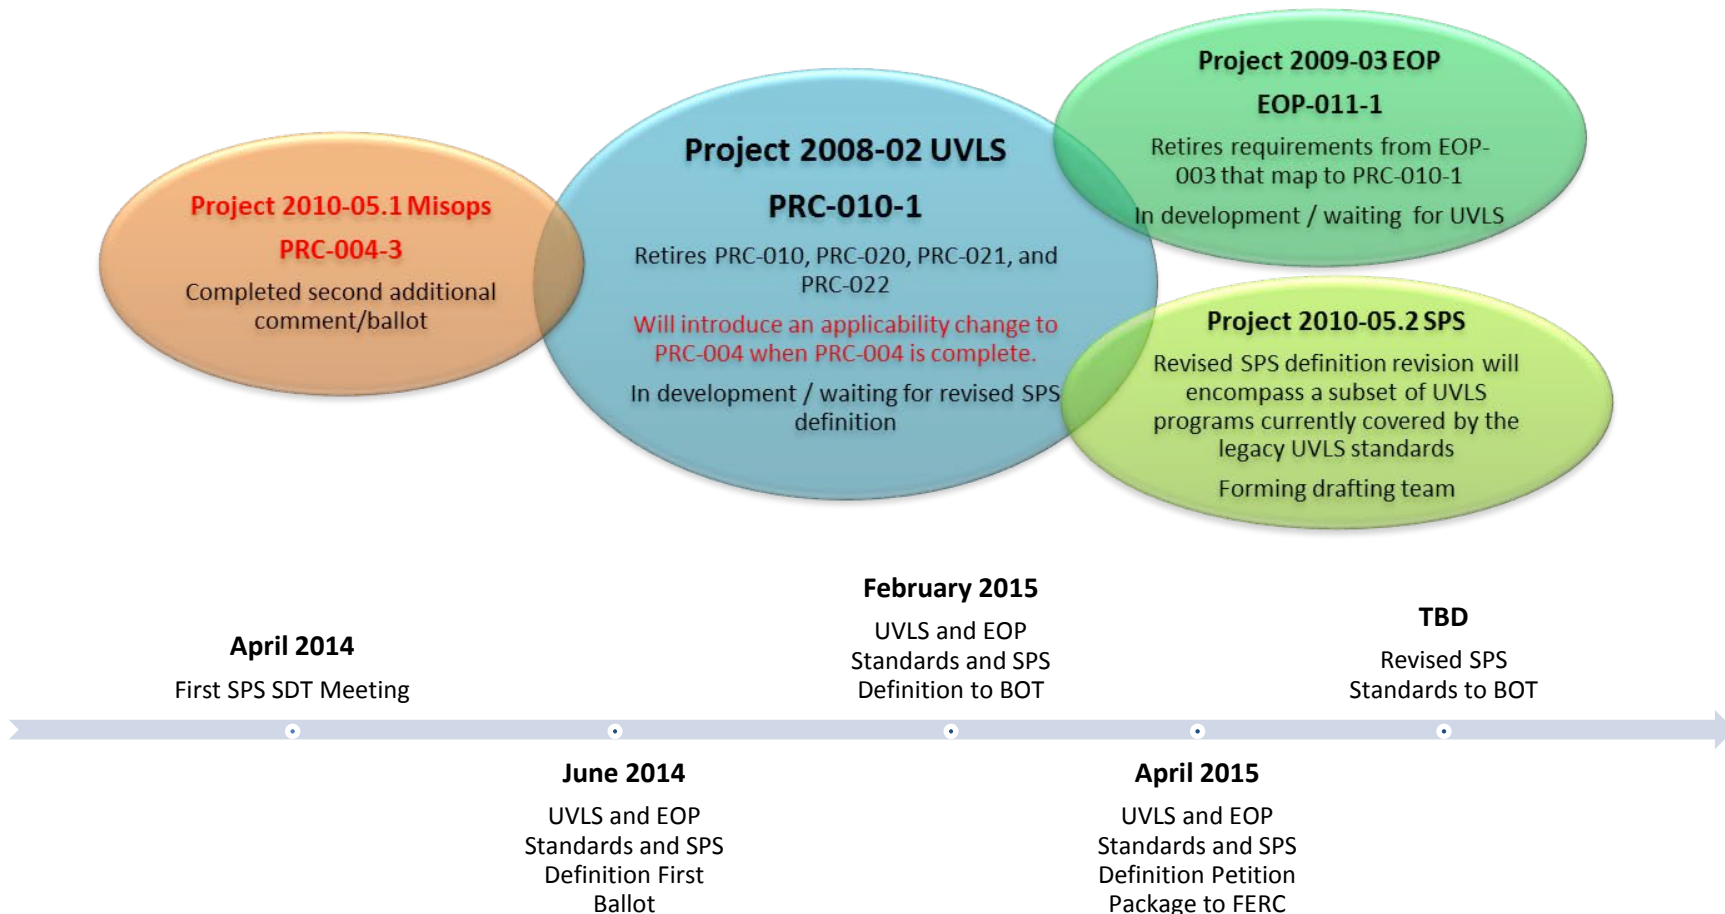 Project 2010-05.1 Misops
PRC-004-3
Completed second additional
comment/ballot
Project 2008-02 UVLS
PRC-010-1
Retires PRC-010, PRC-020, PRC-021, and
PRC-022
Will introduce an applicability change to
PRC-004 when PRC-004 is complete.
In development / waiting for revised SPS
definition
Project 2009-03 EOP
EOP-011-1
Retires requirements from EOP-
003 that map to PRC-010-1
In development / waiting for UVLS
Project 2010-05.2 SPS
Revised SPS definition revision will
encompass a subset of UVLS
programs currently covered by the
legacy UVLS standards
Forming drafting team
April 2014
First SPS SDT Meeting
June 2014
UVLS and EOP
Standards and SPS
Definition First
Ballot
February 2015
UVLS and EOP
Standards and SPS
Definition to BOT
April 2015
UVLS and EOP
Standards and SPS
Definition Petition
Package to FERC
TBD
Revised SPS
Standards to BOT